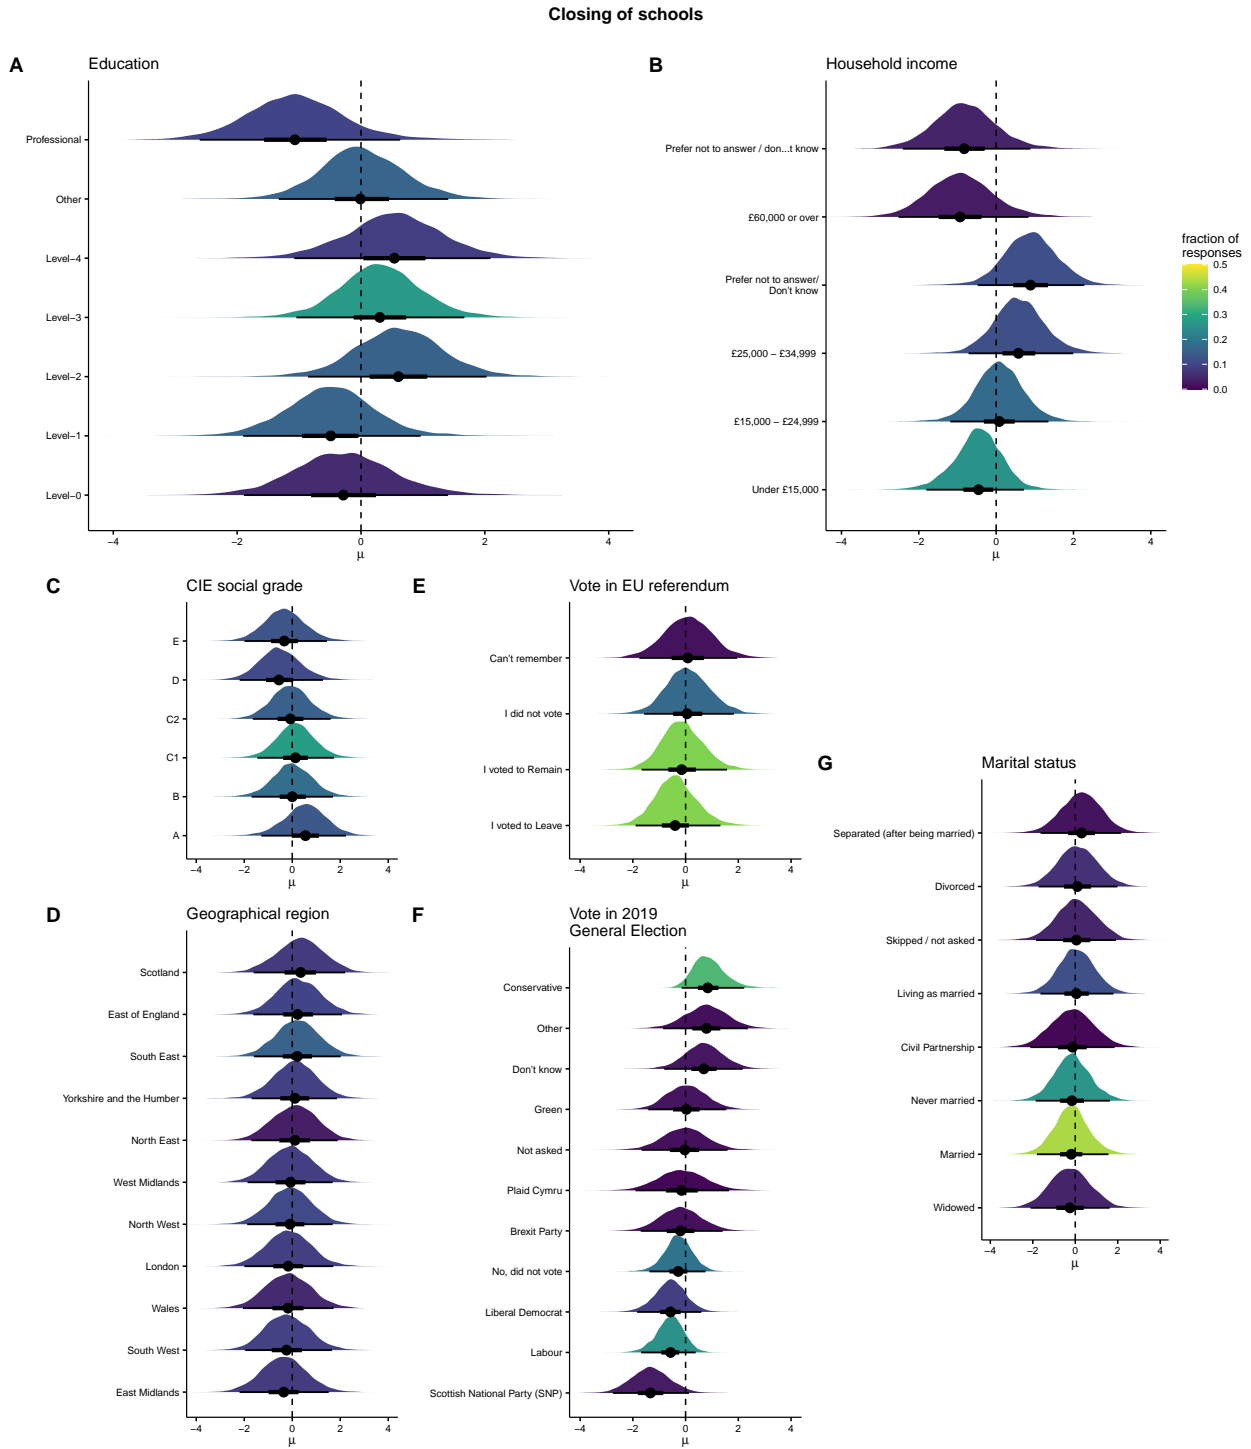 Closing of schools
A
Education
Professional
Other
Level−4
Level−3
Level−2
Level−1
Level−0
−4 −2 0 2 4
μ
B
Household income
Prefer not to answer / don...t know
£60,000 or over
Prefer not to answer/
Don't know
£25,000 − £34,999
£15,000 − £24,999
Under £15,000
−4 −2 0 2 4
μ
fraction of
responses
0.5
0.4
0.3
0.2
0.1
0.0
C
CIE social grade
E
D
C2
C1
B
A
−4 −2 0 2 4
μ
E
Vote in EU referendum
Can't remember
I did not vote
I voted to Remain
I voted to Leave
−4 −2 0 2 4
μ
D
Geographical region
Scotland
East of England
South East
Yorkshire and the Humber
North East
West Midlands
North West
London
Wales
South West
East Midlands
−4 −2 0 2 4
μ
F
Vote in 2019
General Election
Conservative
Other
Don't know
Green
Not asked
Plaid Cymru
Brexit Party
No, did not vote
Liberal Democrat
Labour
Scottish National Party (SNP)
−4 −2 0 2 4
μ
G
Marital status
Separated (after being married)
Divorced
Skipped / not asked
Living as married
Civil Partnership
Never married
Married
Widowed
−4 −2 0 2 4
μ